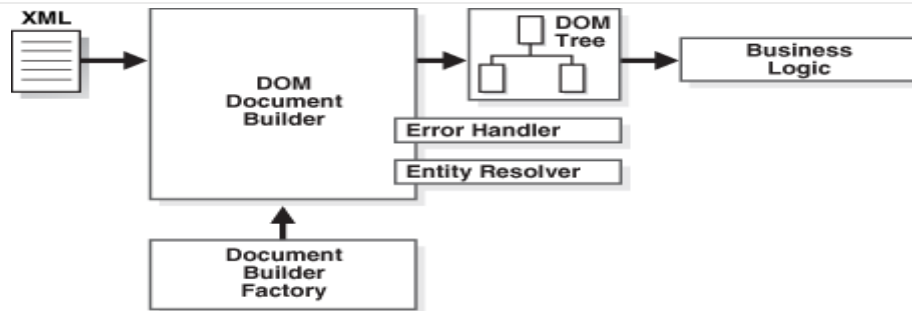 XML
DOM
Document
Builder
DOM
Tree
Business
Logic
Error Handler
Entity Resolver
Document
Builder
Factory